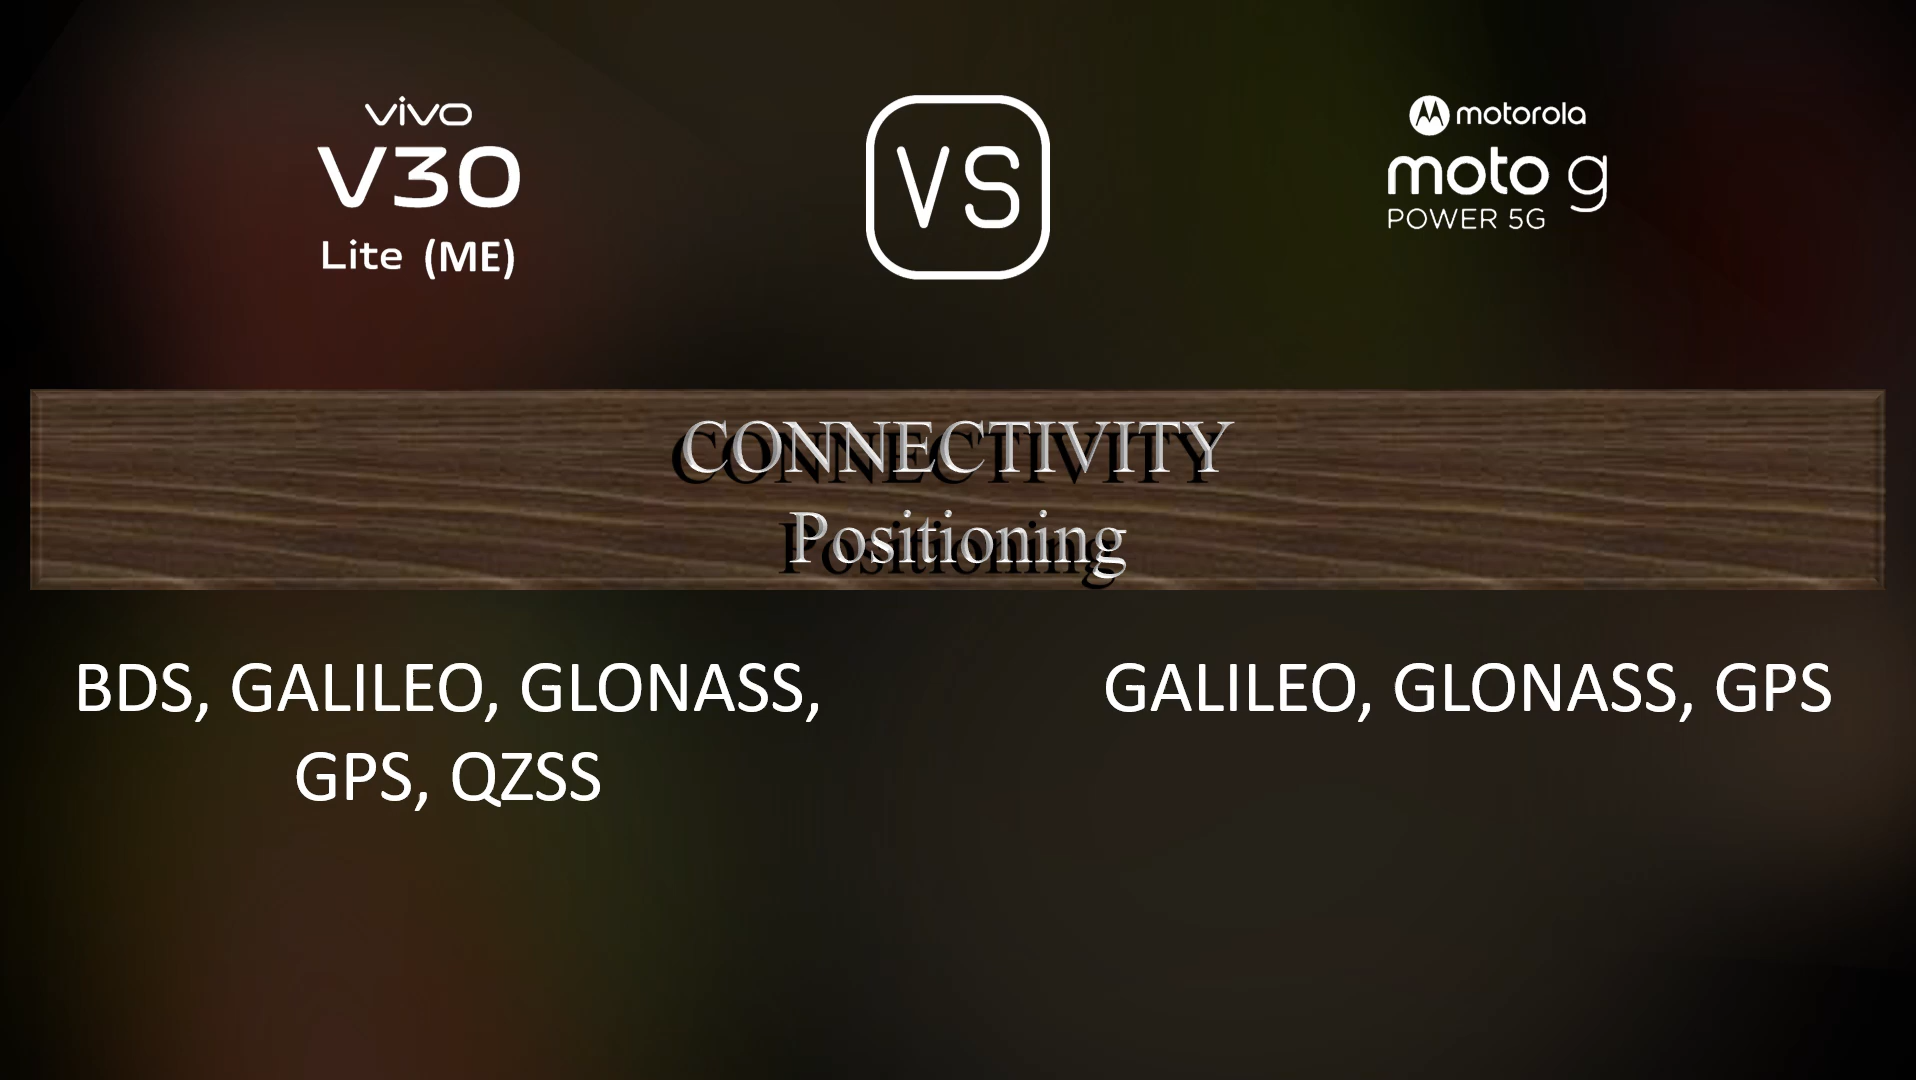 vivo
V30
Lite (ME)
VS
motorola
moto g
POWER 5G
CONNECTIVITY
Positioning
BDS, GALILEO, GLONASS,
GPS, QZSS
GALILEO, GLONASS, GPS